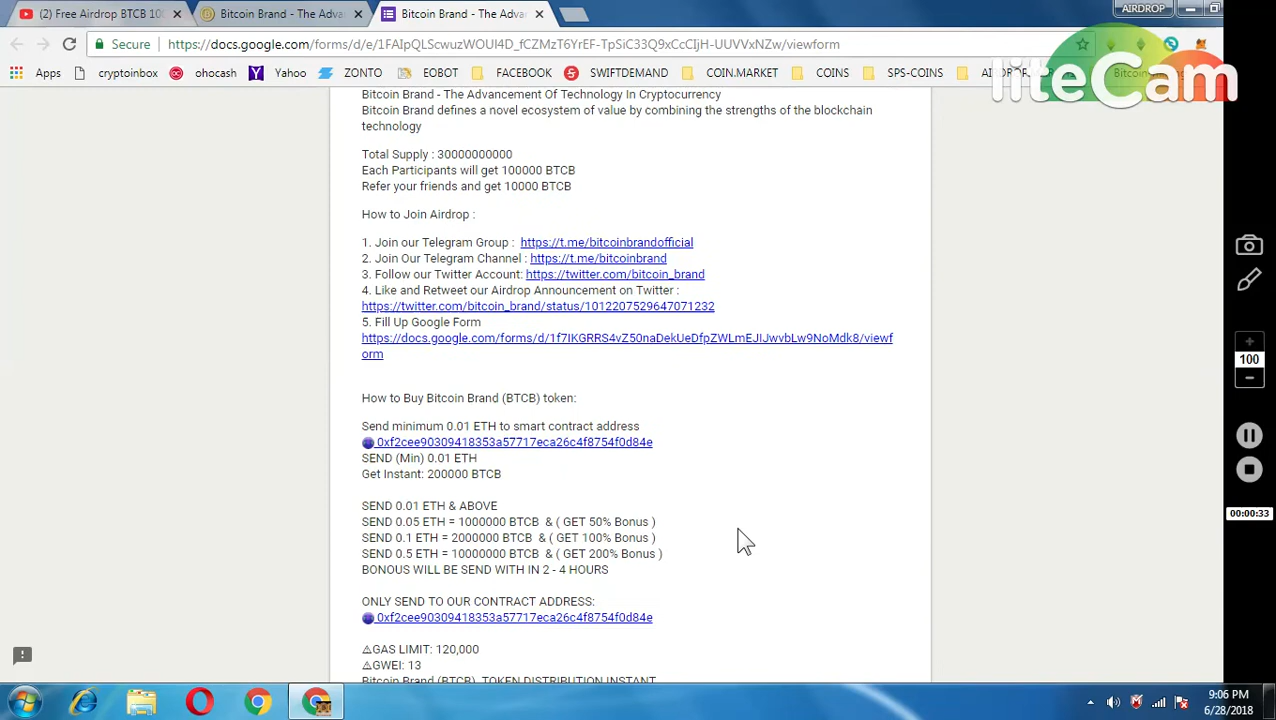 (2) Free Airdrop BTCB 10
Bitcoin Brand - The Adva
Bitcoin Brand - The Adva
AIRDROP
Secure
https://docs.google.com/forms/d/e/1FAIpQLScwuzWOUI4D_fCZMzT6YrEF-TpSiC33Q9xCcCIjH-UUVVxNZw/viewform
Apps
cryptoinbox
ohocash
Yahoo
EOBOT
FACEBOOK
SWIFTDEMAND
COIN.MARKET
COINS
SPS-COINS
liteCam
Bitcoin Brand - The Advancement Of Technology In Cryptocurrency
Bitcoin Brand defines a novel ecosystem of value by combining the strengths of the blockchain
technology
Total Supply : 30000000000
Each Participants will get 100000 BTCB
Refer your friends and get 10000 BTCB
How to Join Airdrop :
1. Join our Telegram Group : https://t.me/bitcoinbrandofficial
2. Join Our Telegram Channel : https://t.me/bitcoinbrand
3. Follow our Twitter Account: https://twitter.com/bitcoin_brand
4. Like and Retweet our Airdrop Announcement on Twitter :
https://twitter.com/bitcoin_brand/status/1012207529647071232
5. Fill Up Google Form
https://docs.google.com/forms/d/1f7IKGRRS4vZ50naDekUeDfpZWLmEJIJwvbLw9NoMdk8/viewf
orm
How to Buy Bitcoin Brand (BTCB) token:
Send minimum 0.01 ETH to smart contract address
0xf2cee90309418353a57717eca26c4f8754f0d84e
SEND (Min) 0.01 ETH
Get Instant: 200000 BTCB
SEND 0.01 ETH & ABOVE
SEND 0.05 ETH = 1000000 BTCB & ( GET 50% Bonus )
SEND 0.1 ETH = 2000000 BTCB & ( GET 100% Bonus )
SEND 0.5 ETH = 10000000 BTCB & ( GET 200% Bonus )
BONOUS WILL BE SEND WITH IN 2 - 4 HOURS
ONLY SEND TO OUR CONTRACT ADDRESS:
0xf2cee90309418353a57717eca26c4f8754f0d84e
⚠GAS LIMIT: 120,000
⚠GWEI: 13
Bitcoin Brand (BTCB) TOKEN DISTRIBUTION INSTANT
100
00:00:33
9:06 PM
6/28/2018